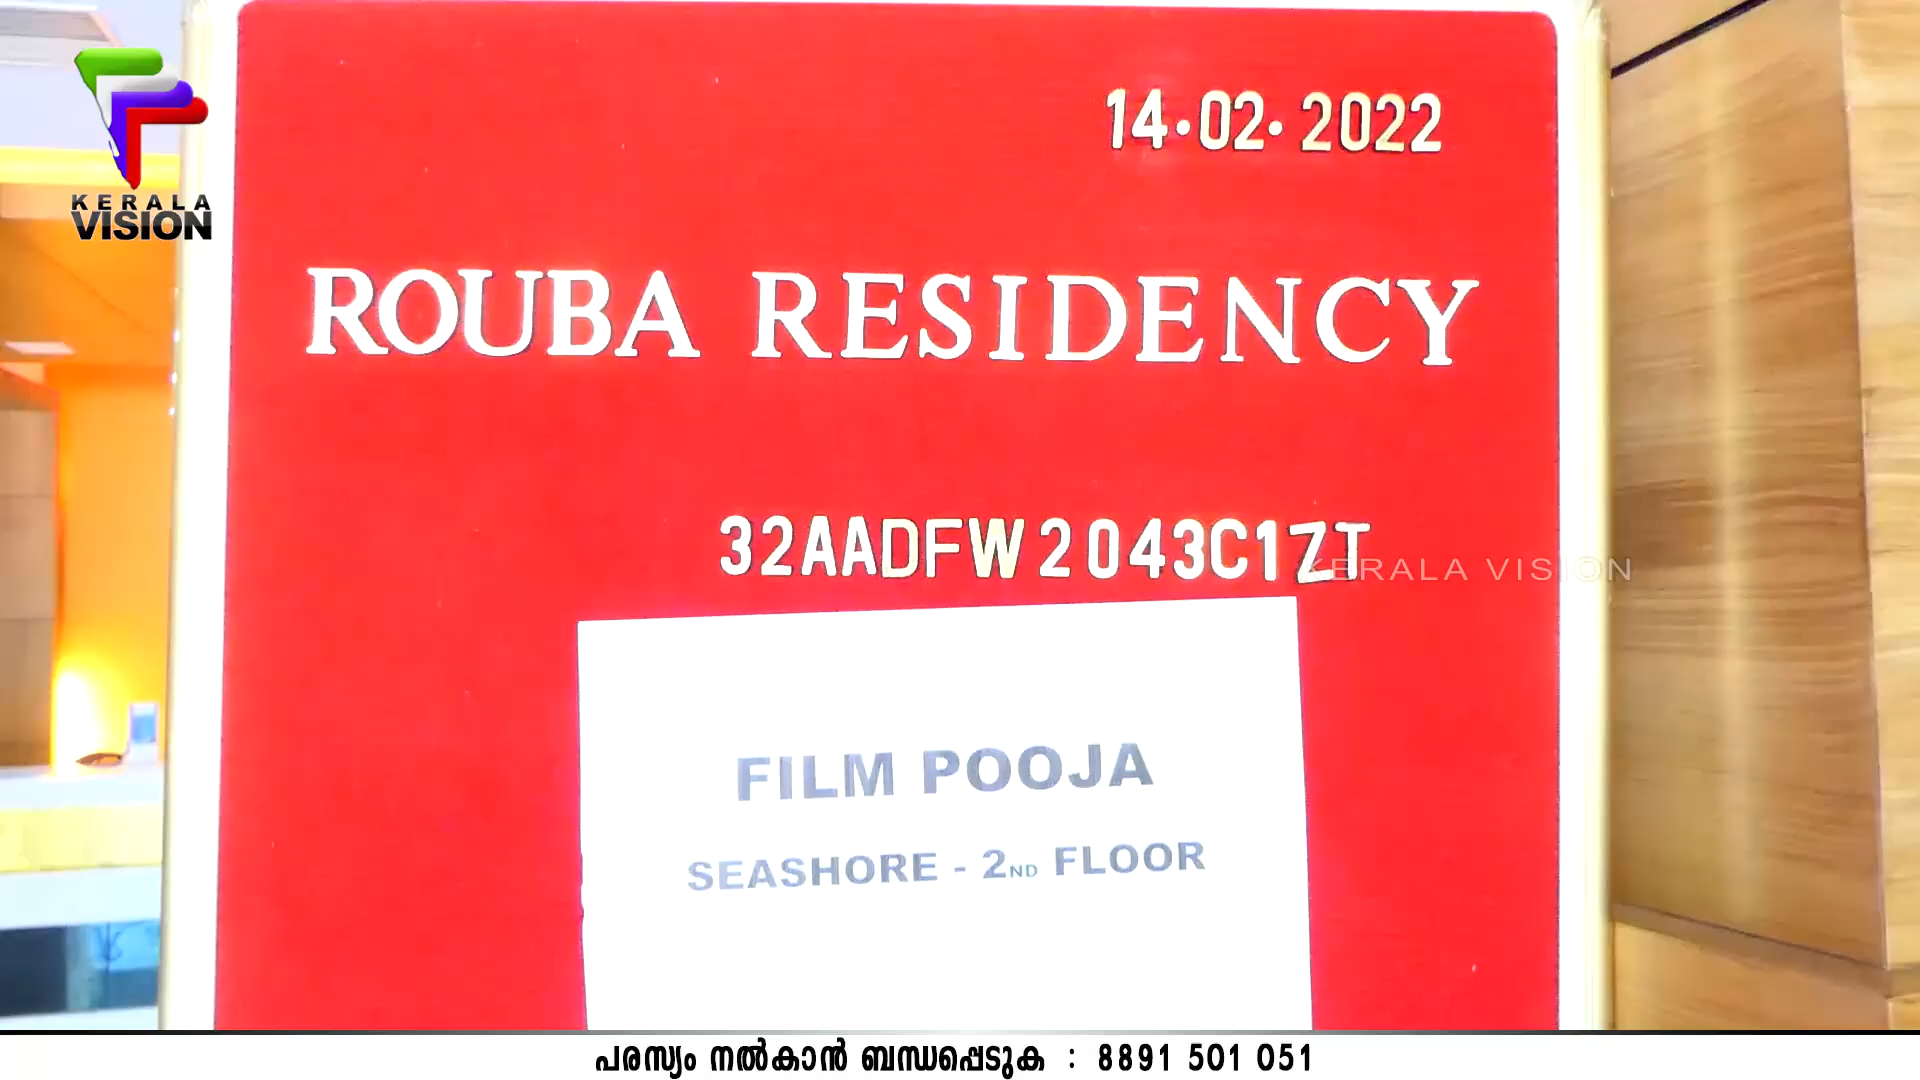 KERALA
VISION
14·02·2022
ROUBA RESIDENCY
32AADFW2043C1ZT
KERALA VISION
FILM POOJA
SEASHORE - 2ND FLOOR
പരസ്യം നൽകാൻ ബന്ധപ്പെടുക : 8891 501 051